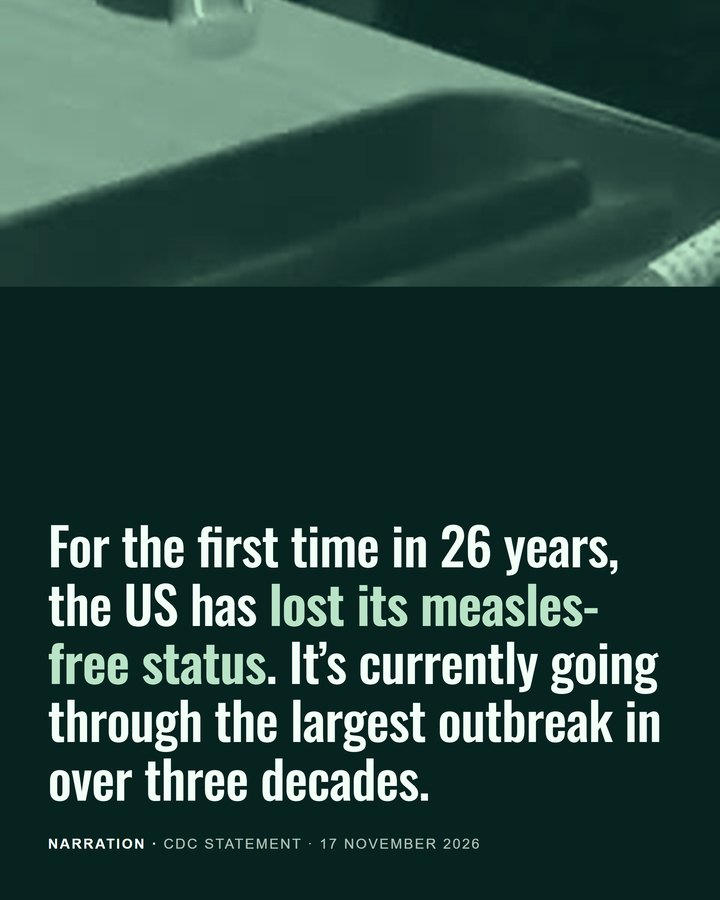 For the first time in 26 years,
the US has lost its measles-
free status. It’s currently going
through the largest outbreak in
over three decades.
NARRATION · CDC STATEMENT · 17 NOVEMBER 2026